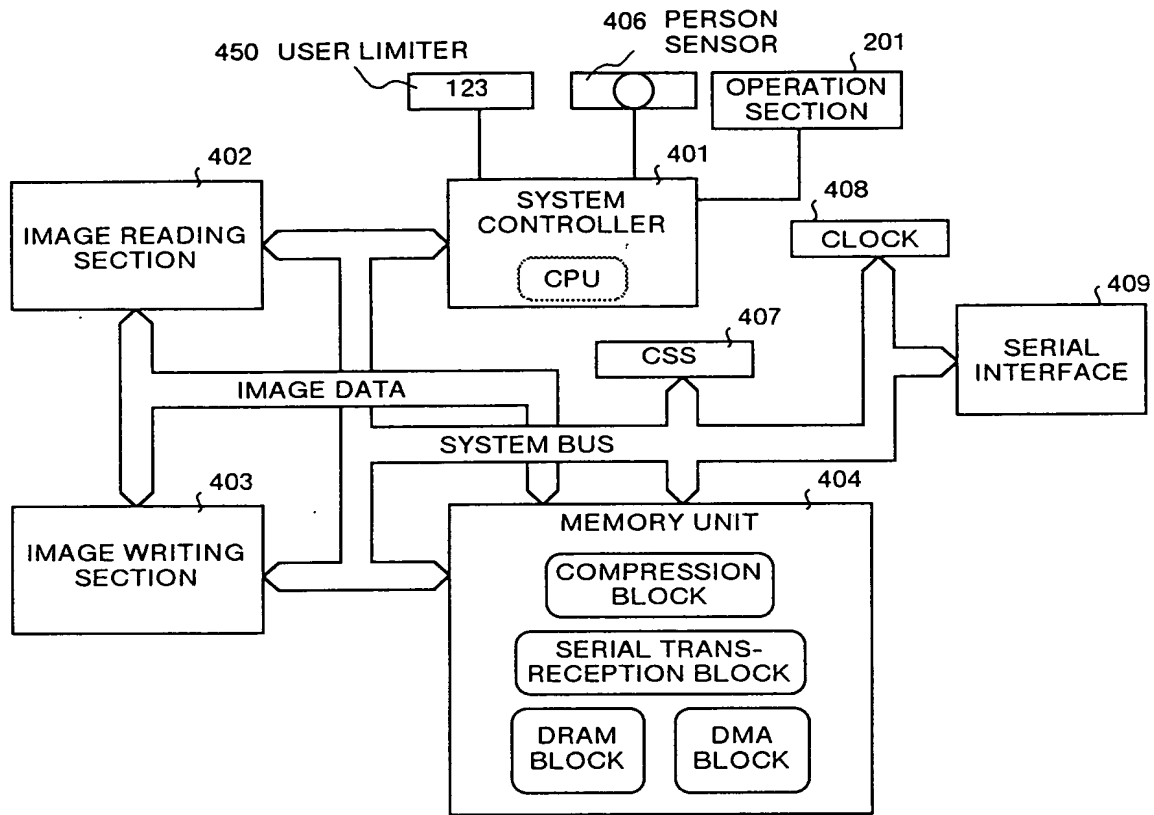 450 USER LIMITER
123
406 PERSON
SENSOR
201
OPERATION
SECTION
402
IMAGE READING
SECTION
401
SYSTEM
CONTROLLER
CPU
408
CLOCK
409
SERIAL
INTERFACE
407
CSS
IMAGE DATA
SYSTEM BUS
403
IMAGE WRITING
SECTION
404
MEMORY UNIT
COMPRESSION
BLOCK
SERIAL TRANS-
RECEPTION BLOCK
DRAM
BLOCK
DMA
BLOCK